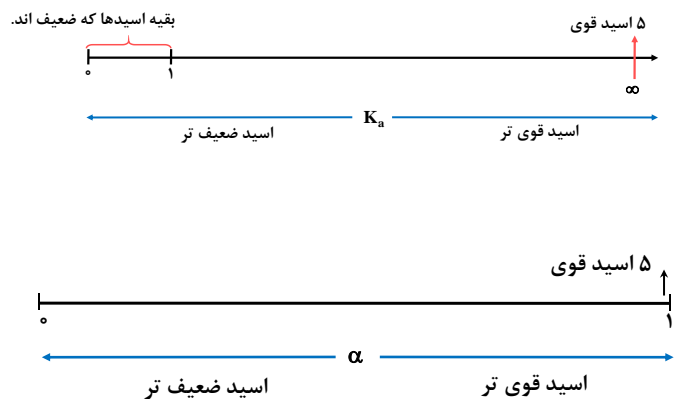 بقیه اسیدها که ضعیف اند.
۵ اسید قوی
۰ ۱ ∞
Kₐ
اسید قوی تر
اسید ضعیف تر
۵ اسید قوی
۰ ۱
α
اسید قوی تر
اسید ضعیف تر